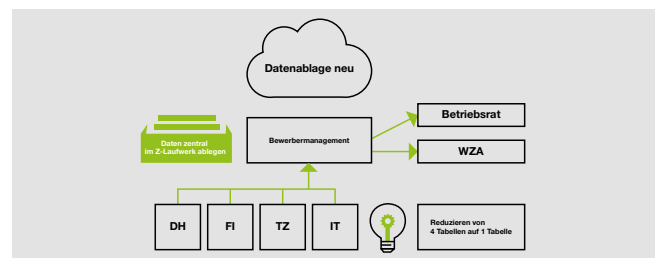 Datenablage neu
Daten zentral
im Z-Laufwerk ablegen
Bewerbermanagement
Betriebsrat
WZA
DH
FI
TZ
IT
Reduzieren von
4 Tabellen auf 1 Tabelle